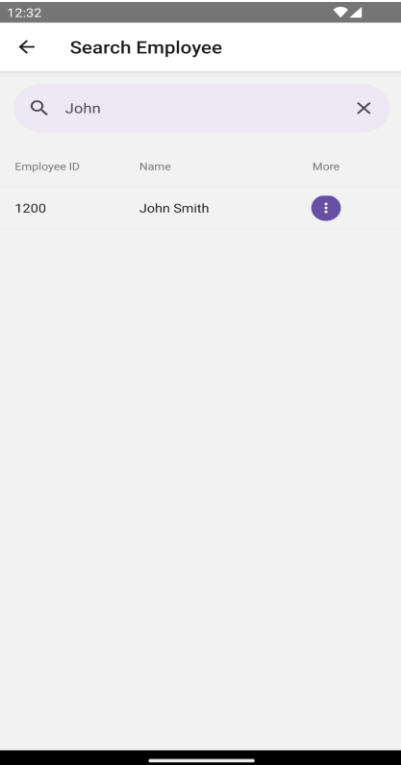 12:32
Search Employee
John
Employee ID Name More
1200 John Smith